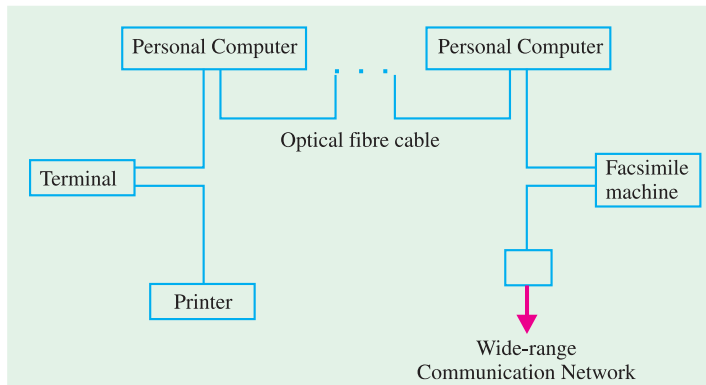 Personal Computer
Personal Computer
. . .
Optical fibre cable
Terminal
Facsimile
machine
Printer
Wide-range
Communication Network